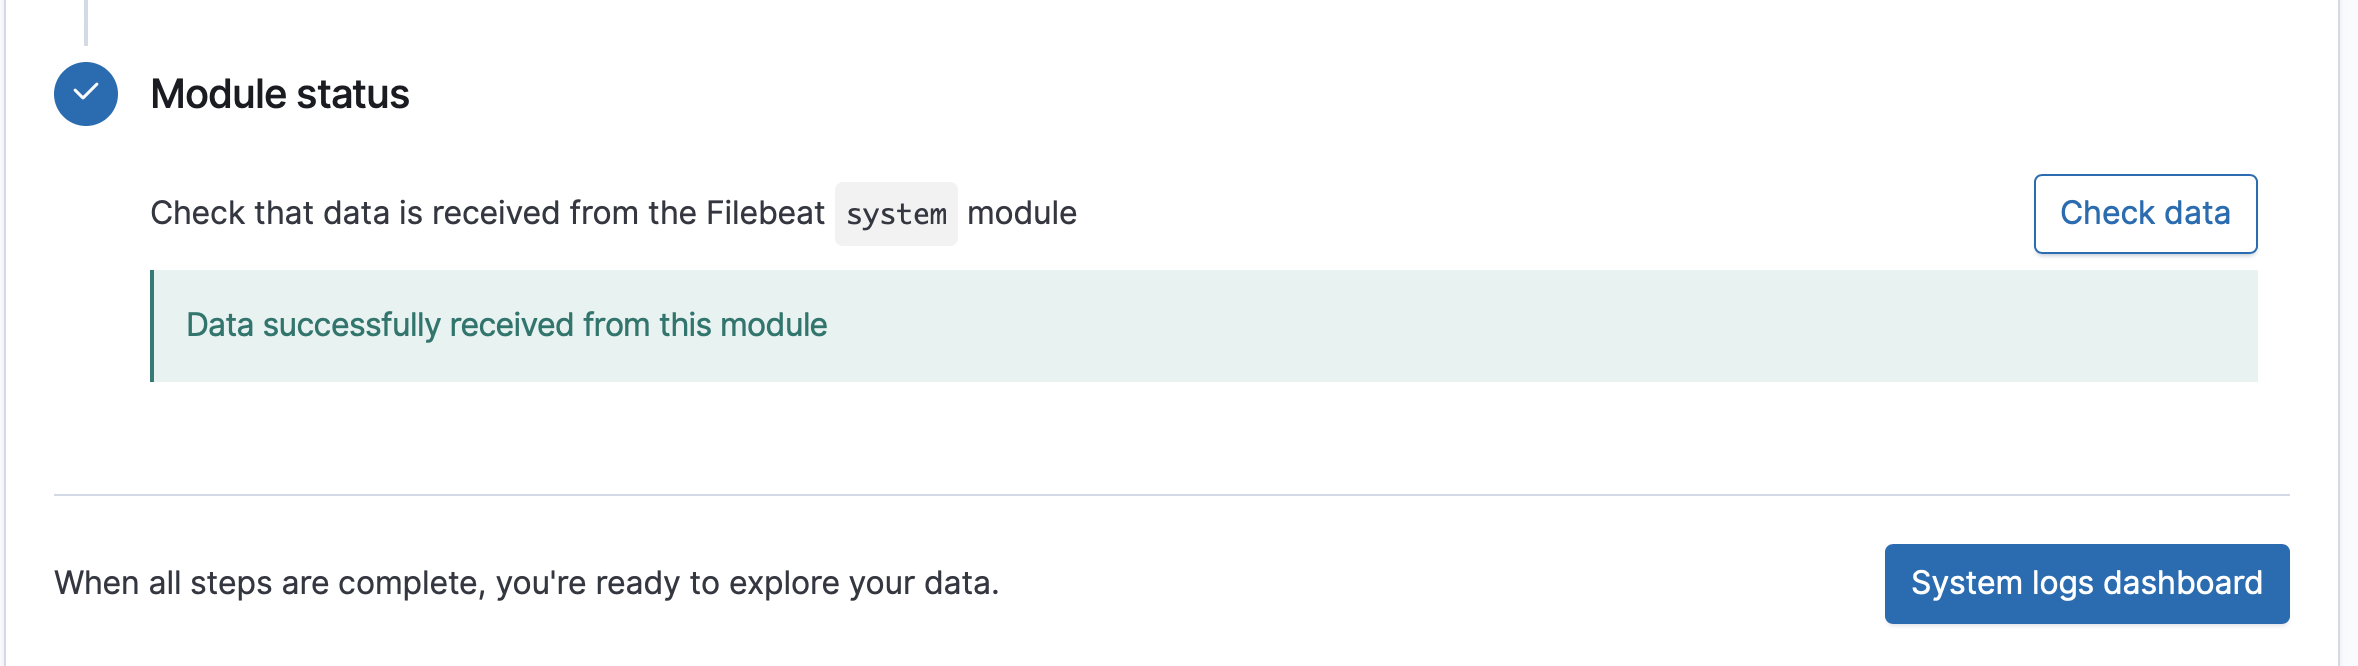 Module status
Check that data is received from the Filebeat system module
Check data
Data successfully received from this module
When all steps are complete, you're ready to explore your data.
System logs dashboard